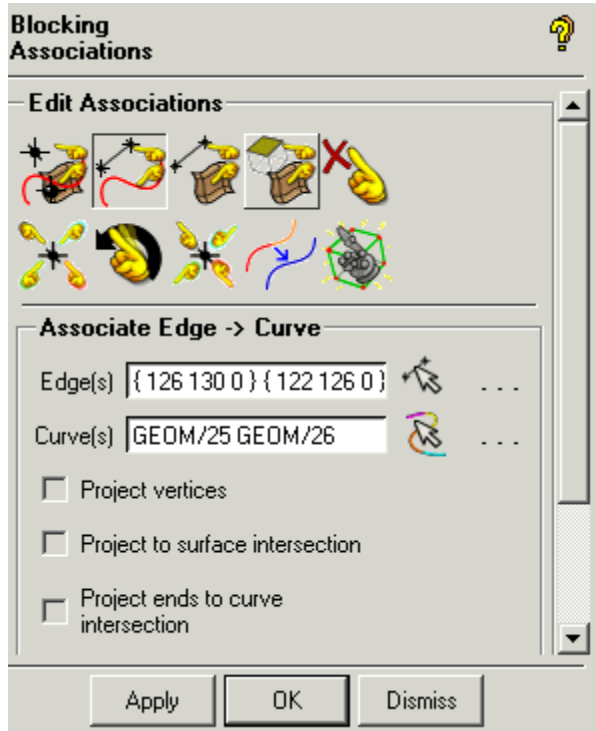 Blocking
Associations
Edit Associations
Associate Edge -> Curve
Edge(s) { 126 130 0 } { 122 126 0 } ...
Curve(s) GEOM/25 GEOM/26 ...
Project vertices
Project to surface intersection
Project ends to curve
intersection
Apply OK Dismiss